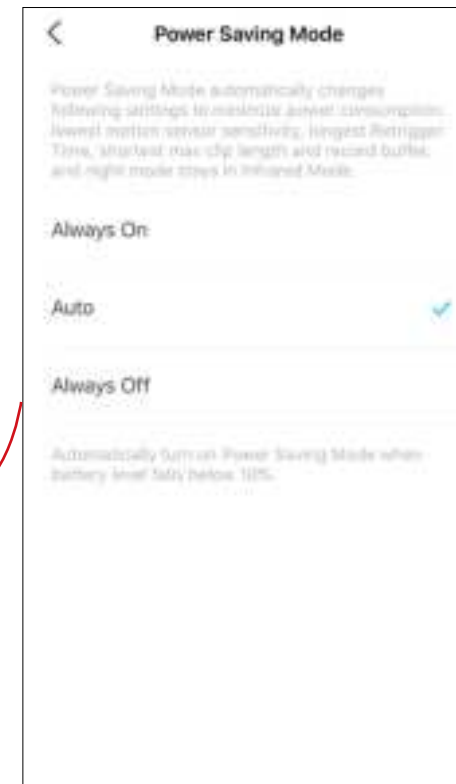 Power Saving Mode
Power Saving Mode automatically changes
following settings to minimize power consumption:
lowest motion sensor sensitivity, longest Retrigger
Time, shortest max clip length and record buffer,
and night mode stays in Infrared Mode.
Always On
Auto
Always Off
Automatically turn on Power Saving Mode when
battery level falls below 10%.